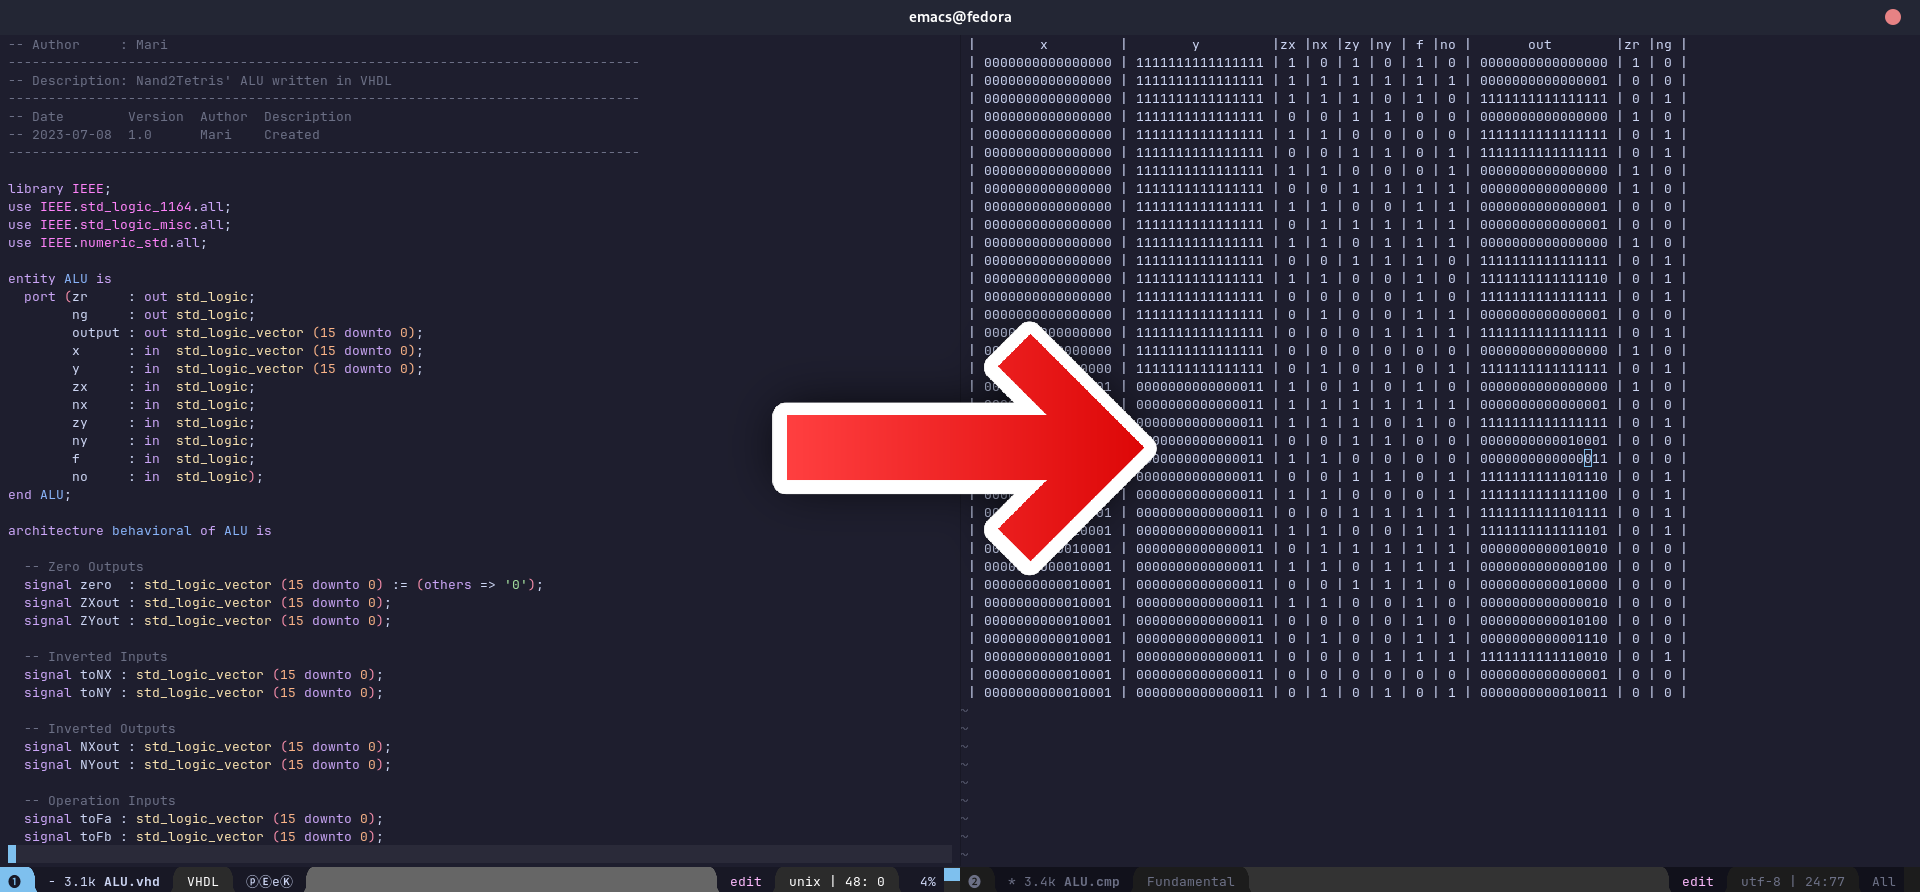 emacs@fedora
-- Author     : Mari
-------------------------------------------------------------------------------
-- Description: Nand2Tetris' ALU written in VHDL
-------------------------------------------------------------------------------
-- Date        Version  Author  Description
-- 2023-07-08  1.0      Mari    Created
-------------------------------------------------------------------------------
library IEEE;
use IEEE.std_logic_1164.all;
use IEEE.std_logic_misc.all;
use IEEE.numeric_std.all;
entity ALU is
  port (zr     : out std_logic;
        ng     : out std_logic;
        output : out std_logic_vector (15 downto 0);
        x      : in  std_logic_vector (15 downto 0);
        y      : in  std_logic_vector (15 downto 0);
        zx     : in  std_logic;
        nx     : in  std_logic;
        zy     : in  std_logic;
        ny     : in  std_logic;
        f      : in  std_logic;
        no     : in  std_logic);
end ALU;
architecture behavioral of ALU is
  -- Zero Outputs
  signal zero  : std_logic_vector (15 downto 0) := (others => '0');
  signal ZXout : std_logic_vector (15 downto 0);
  signal ZYout : std_logic_vector (15 downto 0);
  -- Inverted Inputs
  signal toNX : std_logic_vector (15 downto 0);
  signal toNY : std_logic_vector (15 downto 0);
  -- Inverted Outputs
  signal NXout : std_logic_vector (15 downto 0);
  signal NYout : std_logic_vector (15 downto 0);
  -- Operation Inputs
  signal toFa : std_logic_vector (15 downto 0);
  signal toFb : std_logic_vector (15 downto 0);
❶ - 3.1k ALU.vhd VHDL ⓅⒺeⓀ edit unix | 48: 0 4%
|        x         |        y         |zx |nx |zy |ny | f |no |       out        |zr |ng |
| 0000000000000000 | 1111111111111111 | 1 | 0 | 1 | 0 | 1 | 0 | 0000000000000000 | 1 | 0 |
| 0000000000000000 | 1111111111111111 | 1 | 1 | 1 | 1 | 1 | 1 | 0000000000000001 | 0 | 0 |
| 0000000000000000 | 1111111111111111 | 1 | 1 | 1 | 0 | 1 | 0 | 1111111111111111 | 0 | 1 |
| 0000000000000000 | 1111111111111111 | 0 | 0 | 1 | 1 | 0 | 0 | 0000000000000000 | 1 | 0 |
| 0000000000000000 | 1111111111111111 | 1 | 1 | 0 | 0 | 0 | 0 | 1111111111111111 | 0 | 1 |
| 0000000000000000 | 1111111111111111 | 0 | 0 | 1 | 1 | 0 | 1 | 1111111111111111 | 0 | 1 |
| 0000000000000000 | 1111111111111111 | 1 | 1 | 0 | 0 | 0 | 1 | 0000000000000000 | 1 | 0 |
| 0000000000000000 | 1111111111111111 | 0 | 0 | 1 | 1 | 1 | 1 | 0000000000000000 | 1 | 0 |
| 0000000000000000 | 1111111111111111 | 1 | 1 | 0 | 0 | 1 | 1 | 0000000000000001 | 0 | 0 |
| 0000000000000000 | 1111111111111111 | 0 | 1 | 1 | 1 | 1 | 1 | 0000000000000001 | 0 | 0 |
| 0000000000000000 | 1111111111111111 | 1 | 1 | 0 | 1 | 1 | 1 | 0000000000000000 | 1 | 0 |
| 0000000000000000 | 1111111111111111 | 0 | 0 | 1 | 1 | 1 | 0 | 1111111111111111 | 0 | 1 |
| 0000000000000000 | 1111111111111111 | 1 | 1 | 0 | 0 | 1 | 0 | 1111111111111110 | 0 | 1 |
| 0000000000000000 | 1111111111111111 | 0 | 0 | 0 | 0 | 1 | 0 | 1111111111111111 | 0 | 1 |
| 0000000000000000 | 1111111111111111 | 0 | 1 | 0 | 0 | 1 | 1 | 0000000000000001 | 0 | 0 |
| | 1111111111111111 | 0 | 0 | 0 | 1 | 1 | 1 | 1111111111111111 | 0 | 1 |
| | 1111111111111111 | 0 | 0 | 0 | 0 | 0 | 0 | 0000000000000000 | 1 | 0 |
| | 1111111111111111 | 0 | 1 | 0 | 1 | 0 | 1 | 1111111111111111 | 0 | 1 |
| | 0000000000000011 | 1 | 0 | 1 | 0 | 1 | 0 | 0000000000000000 | 1 | 0 |
| | 0000000000000011 | 1 | 1 | 1 | 1 | 1 | 1 | 0000000000000001 | 0 | 0 |
0000000000000011 | 1 | 1 | 1 | 0 | 1 | 0 | 1111111111111111 | 0 | 1 |
| 0 | 0 | 1 | 1 | 0 | 0 | 0000000000010001 | 0 | 0 |
| 1 | 1 | 0 | 0 | 0 | 0 | 0000000000000011 | 0 | 0 |
0000000000000011 | 0 | 0 | 1 | 1 | 0 | 1 | 1111111111101110 | 0 | 1 |
| | 0000000000000011 | 1 | 1 | 0 | 0 | 0 | 1 | 1111111111111100 | 0 | 1 |
| | 0000000000000011 | 0 | 0 | 1 | 1 | 1 | 1 | 1111111111101111 | 0 | 1 |
| | 0000000000000011 | 1 | 1 | 0 | 0 | 1 | 1 | 1111111111111101 | 0 | 1 |
| | 0000000000000011 | 0 | 1 | 1 | 1 | 1 | 1 | 0000000000010010 | 0 | 0 |
| | 0000000000000011 | 1 | 1 | 0 | 1 | 1 | 1 | 0000000000000100 | 0 | 0 |
| 0000000000010001 | 0000000000000011 | 0 | 0 | 1 | 1 | 1 | 0 | 0000000000010000 | 0 | 0 |
| 0000000000010001 | 0000000000000011 | 1 | 1 | 0 | 0 | 1 | 0 | 0000000000000010 | 0 | 0 |
| 0000000000010001 | 0000000000000011 | 0 | 0 | 0 | 0 | 1 | 0 | 0000000000010100 | 0 | 0 |
| 0000000000010001 | 0000000000000011 | 0 | 1 | 0 | 0 | 1 | 1 | 0000000000001110 | 0 | 0 |
| 0000000000010001 | 0000000000000011 | 0 | 0 | 0 | 1 | 1 | 1 | 1111111111110010 | 0 | 1 |
| 0000000000010001 | 0000000000000011 | 0 | 0 | 0 | 0 | 0 | 0 | 0000000000000001 | 0 | 0 |
| 0000000000010001 | 0000000000000011 | 0 | 1 | 0 | 1 | 0 | 1 | 0000000000010011 | 0 | 0 |
~
~
~
~
~
~
~
~
~
❷ * 3.4k ALU.cmp Fundamental edit utf-8 | 24:77 All